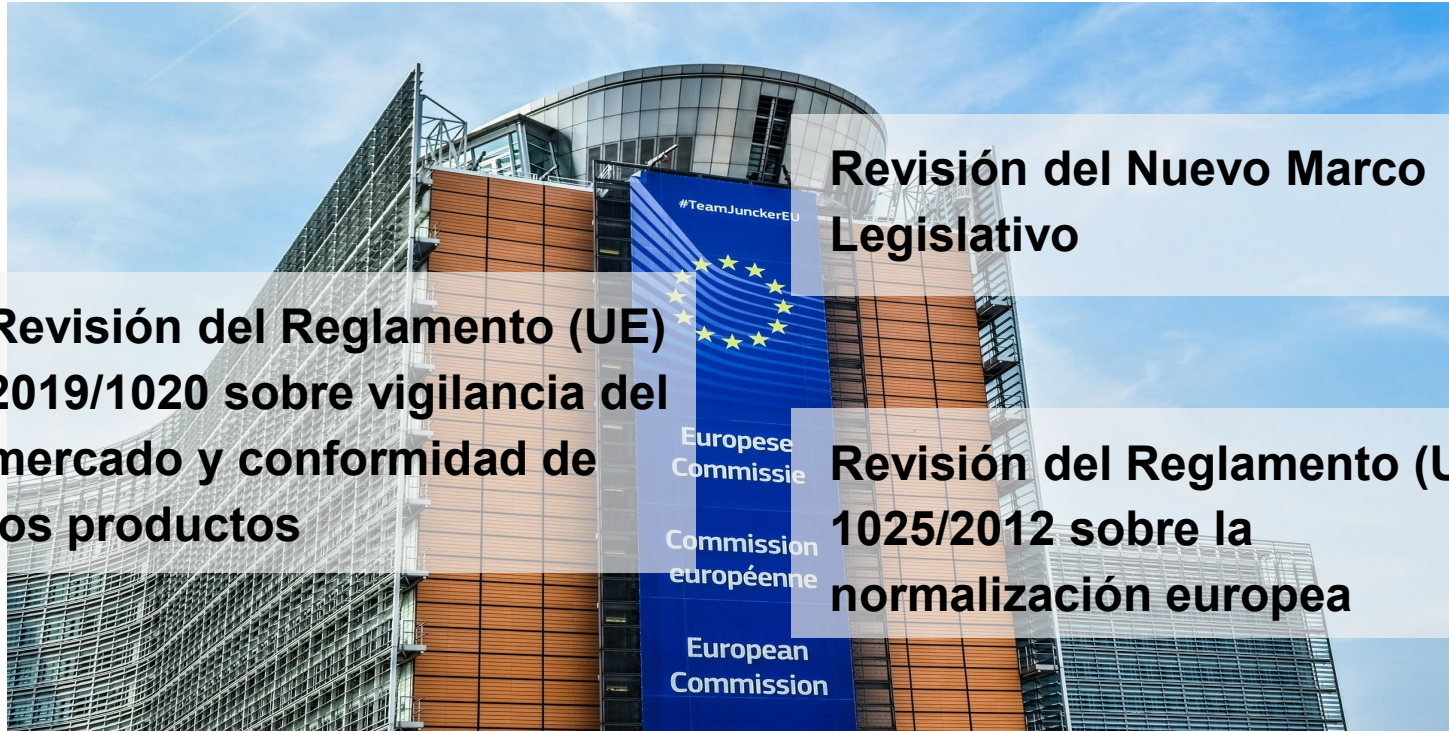 #TeamJunckerEU
Revisión del Nuevo Marco
Legislativo
Revisión del Reglamento (UE)
2019/1020 sobre vigilancia del
mercado y conformidad de
os productos
Revisión del Reglamento (U
1025/2012 sobre la
normalización europea
Europese
Commissie
Commission
européenne
European
Commission